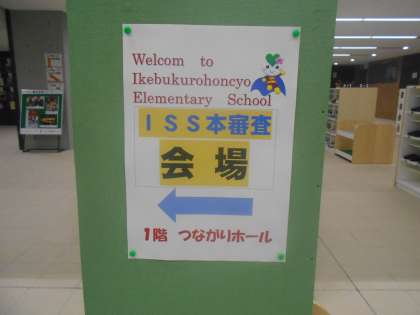 Welcom to
Ikebukurohoncyo
Elementary School
ISS本審査
会場
1階 つながりホール